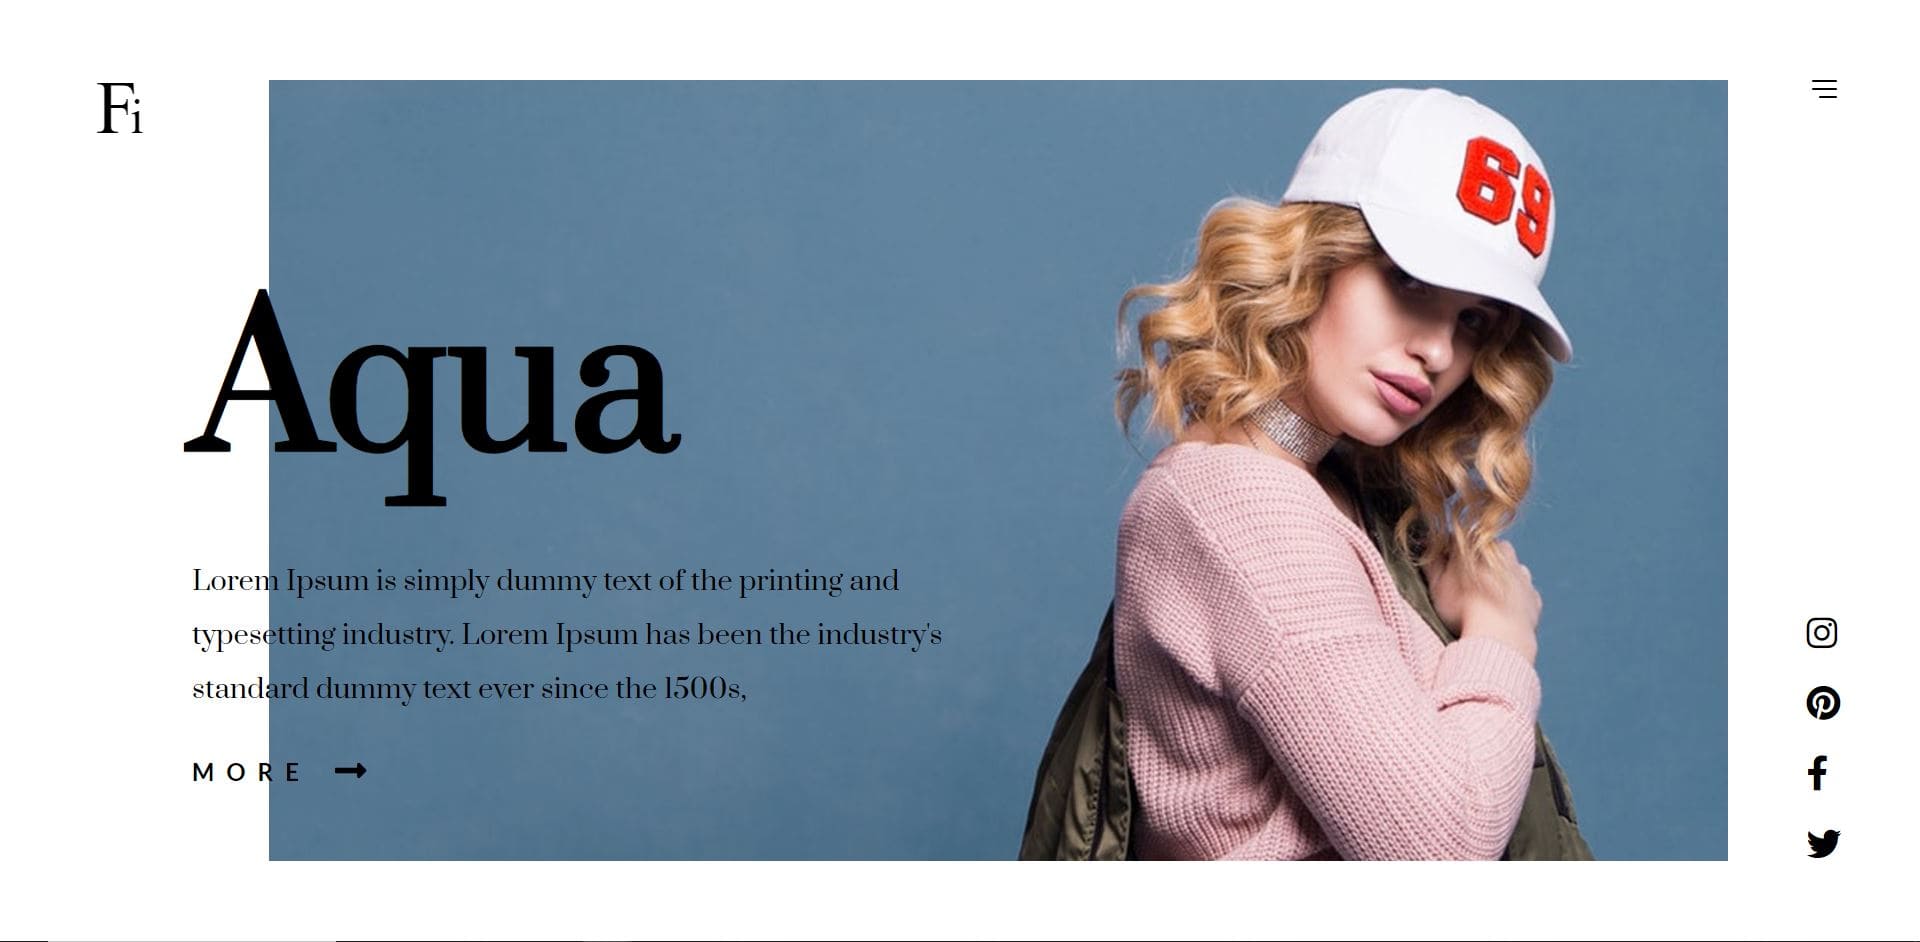 Fi
69
Aqua
Lorem Ipsum is simply dummy text of the printing and
typesetting industry. Lorem Ipsum has been the industry's
standard dummy text ever since the 1500s,
MORE